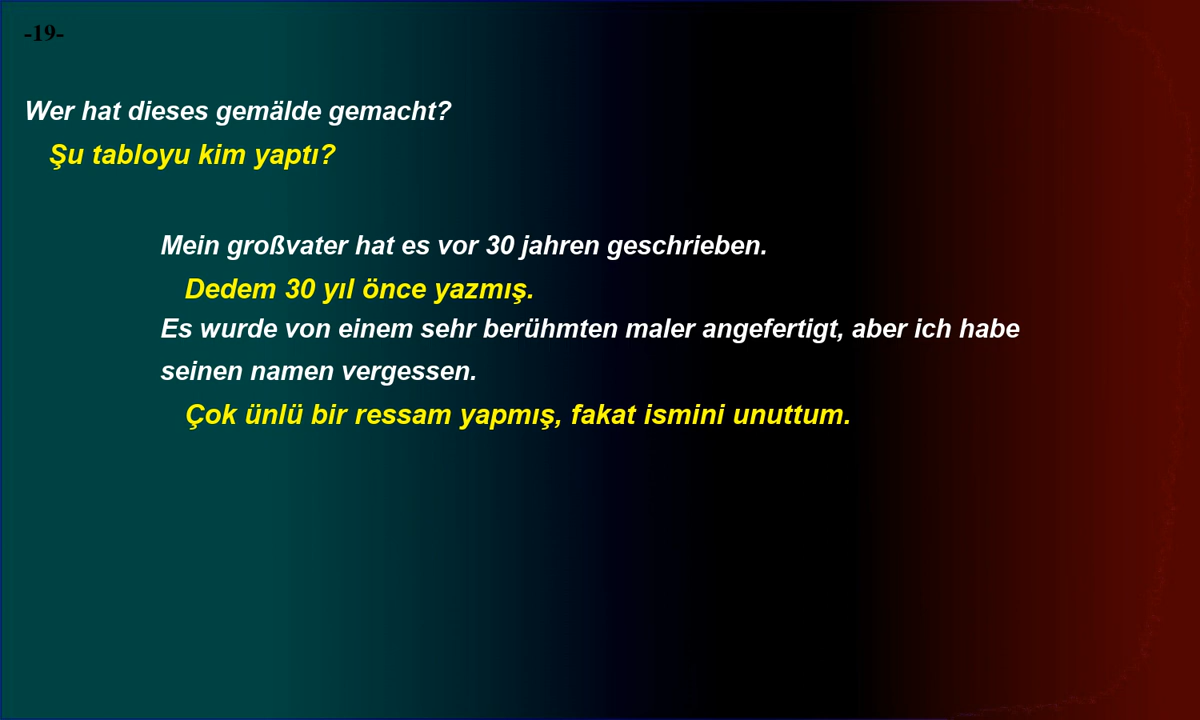 -19-
Wer hat dieses gemälde gemacht?
Şu tabloyu kim yaptı?
Mein großvater hat es vor 30 jahren geschrieben.
Dedem 30 yıl önce yazmış.
Es wurde von einem sehr berühmten maler angefertigt, aber ich habe
seinen namen vergessen.
Çok ünlü bir ressam yapmış, fakat ismini unuttum.